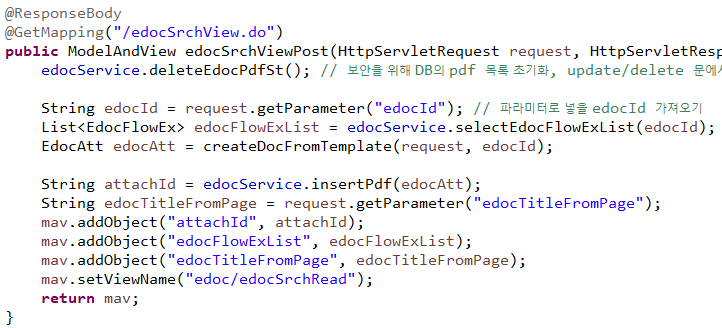 @ResponseBody
@GetMapping("/edocSrchView.do")
public ModelAndView edocSrchViewPost(HttpServletRequest request, HttpServletResp
edocService.deleteEdocPdfSt(); // 보안을 위해 DB의 pdf 목록 초기화, update/delete 문에서
String edocId = request.getParameter("edocId"); // 파라미터로 넣을 edocId 가져오기
List<EdocFlowEx> edocFlowExList = edocService.selectEdocFlowExList(edocId);
EdocAtt edocAtt = createDocFromTemplate(request, edocId);
String attachId = edocService.insertPdf(edocAtt);
String edocTitleFromPage = request.getParameter("edocTitleFromPage");
mav.addObject("attachId", attachId);
mav.addObject("edocFlowExList", edocFlowExList);
mav.addObject("edocTitleFromPage", edocTitleFromPage);
mav.setViewName("edoc/edocSrchRead");
return mav;
}